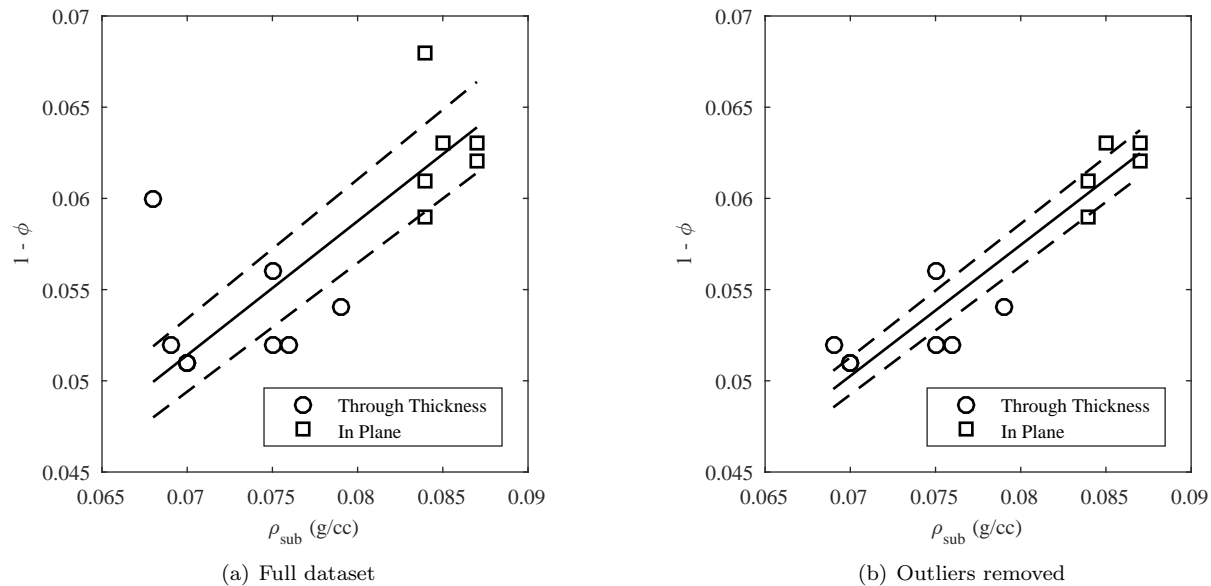 0.07
0.065
0.06
0.055
0.05
0.045
1 - ϕ
0.065 0.07 0.075 0.08 0.085 0.09
ρsub (g/cc)
Through Thickness
In Plane
(a) Full dataset
0.07
0.065
0.06
0.055
0.05
0.045
1 - ϕ
0.065 0.07 0.075 0.08 0.085 0.09
ρsub (g/cc)
Through Thickness
In Plane
(b) Outliers removed